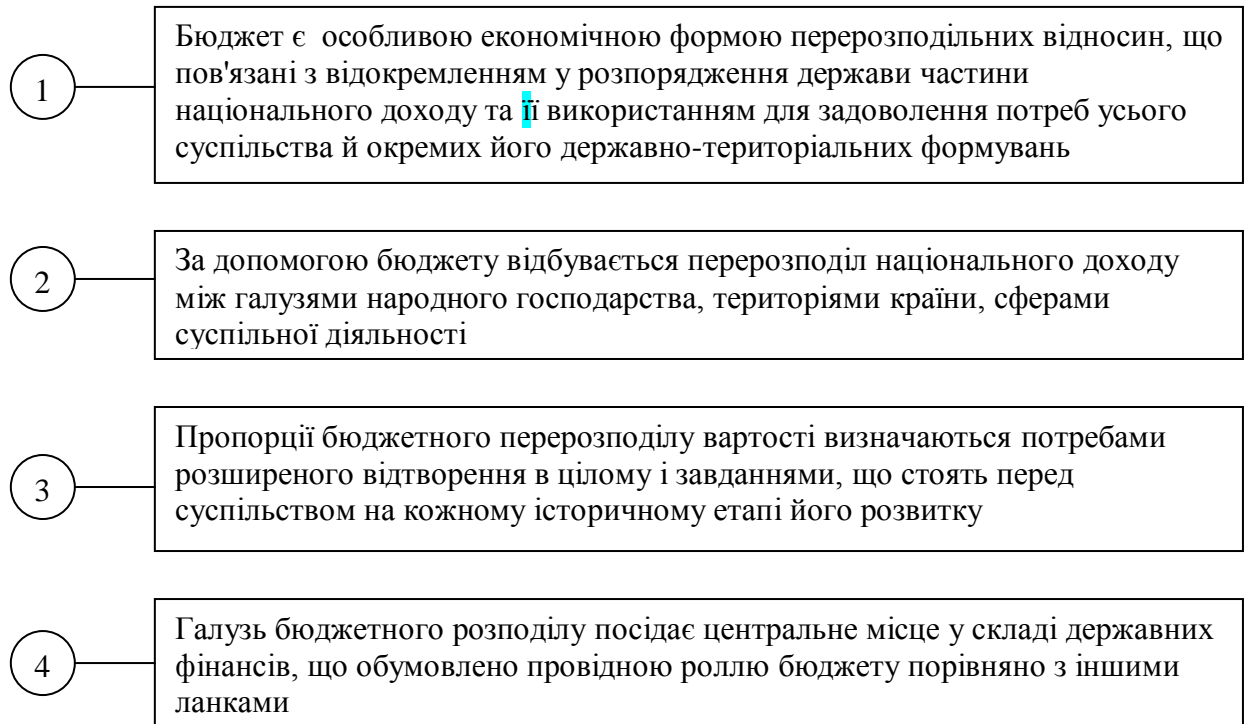 Бюджет є  особливою економічною формою перерозподільних відносин, що
1
пов'язані з відокремленням у розпорядження держави частини
національного доходу та її використанням для задоволення потреб усього
суспільства й окремих його державно-територіальних формувань
За допомогою бюджету відбувається перерозподіл національного доходу
2
між галузями народного господарства, територіями країни, сферами
суспільної діяльності
Пропорції бюджетного перерозподілу вартості визначаються потребами
3
розширеного відтворення в цілому і завданнями, що стоять перед
суспільством на кожному історичному етапі його розвитку
Галузь бюджетного розподілу посідає центральне місце у складі державних
4
фінансів, що обумовлено провідною роллю бюджету порівняно з іншими
ланками